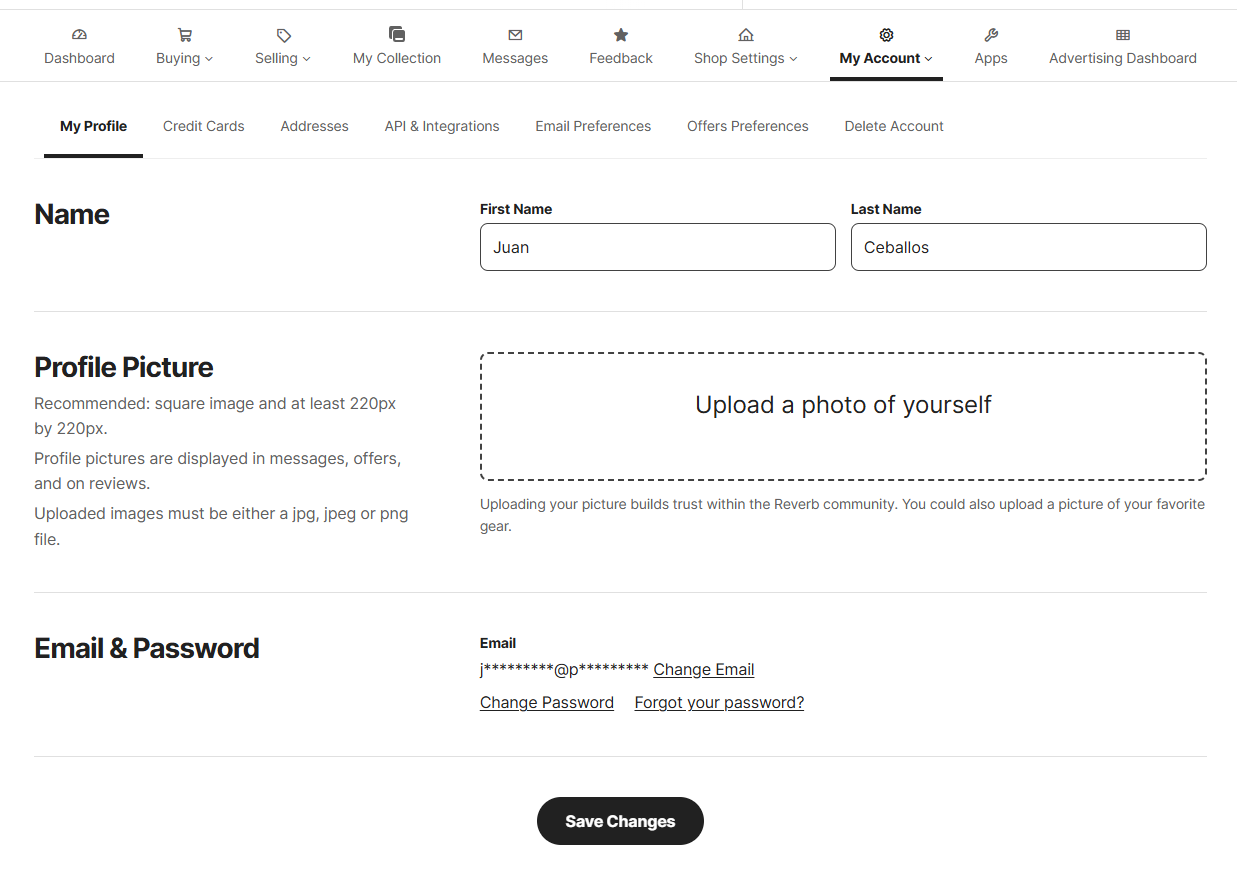 Dashboard Buying Selling My Collection Messages Feedback Shop Settings My Account Apps Advertising Dashboard
My Profile Credit Cards Addresses API & Integrations Email Preferences Offers Preferences Delete Account
Name
First Name Last Name
Juan Ceballos
Profile Picture
Recommended: square image and at least 220px
by 220px.
Profile pictures are displayed in messages, offers,
and on reviews.
Uploaded images must be either a jpg, jpeg or png
file.
Upload a photo of yourself
Uploading your picture builds trust within the Reverb community. You could also upload a picture of your favorite
gear.
Email & Password
Email
j*********@p********* Change Email
Change Password Forgot your password?
Save Changes